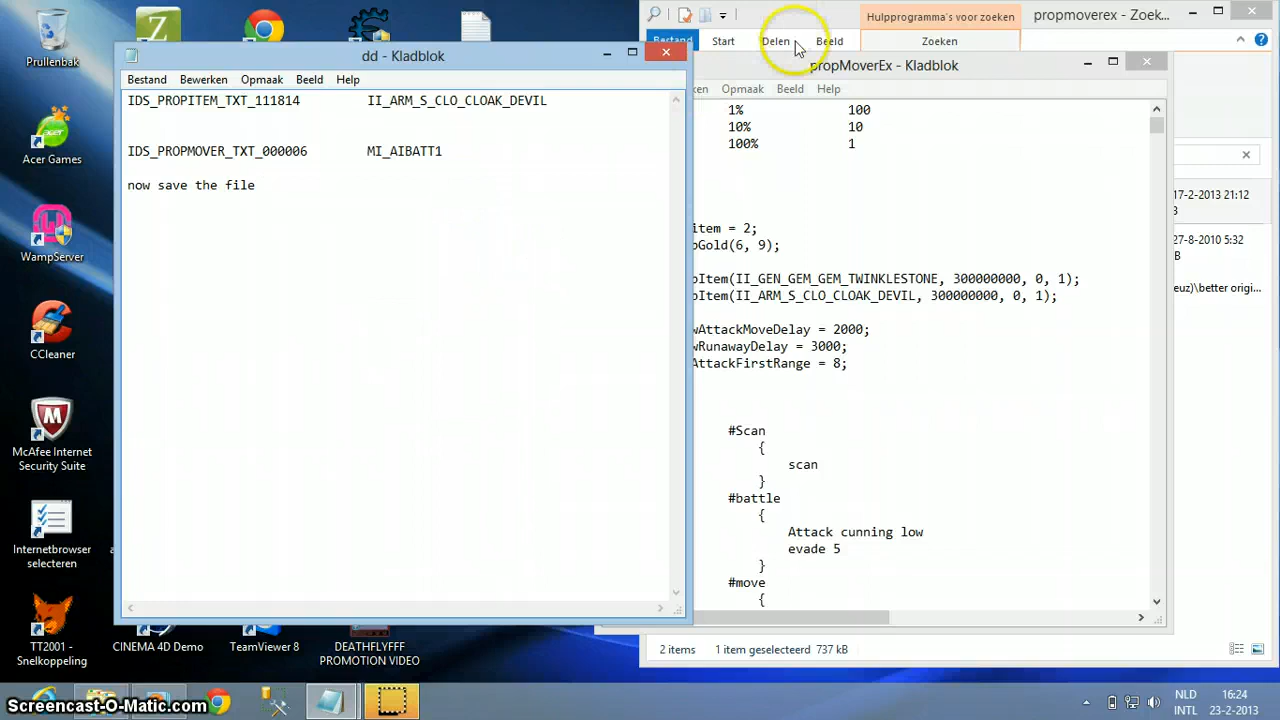 Hulpprogramma's voor zoeken
propmoverex - Zoek...
Bestand
Start
Delen
Beeld
Zoeken
dd - Kladblok
Bestand Bewerken Opmaak Beeld Help
IDS_PROPITEM_TXT_111814 II_ARM_S_CLO_CLOAK_DEVIL
IDS_PROPMOVER_TXT_000006 MI_AIBATT1
now save the file
propMoverEx - Kladblok
ken Opmaak Beeld Help
1% 100
10% 10
100% 1
item = 2;
oGold(6, 9);
oItem(II_GEN_GEM_GEM_TWINKLESTONE, 300000000, 0, 1);
oItem(II_ARM_S_CLO_CLOAK_DEVIL, 300000000, 0, 1);
wAttackMoveDelay = 2000;
wRunawayDelay = 3000;
AttackFirstRange = 8;
#Scan
{
scan
}
#battle
{
Attack cunning low
evade 5
}
#move
{
17-2-2013 21:12
27-8-2010 5:32
euz)\better origi...
2 items 1 item geselecteerd 737 kB
Prullenbak
Acer Games
WampServer
CCleaner
McAfee Internet
Security Suite
Internetbrowser
selecteren
TT2001 -
Snelkoppeling
CINEMA 4D Demo
TeamViewer 8
DEATHFLYFFF
PROMOTION VIDEO
Screencast-O-Matic.com
NLD
INTL
16:24
23-2-2013